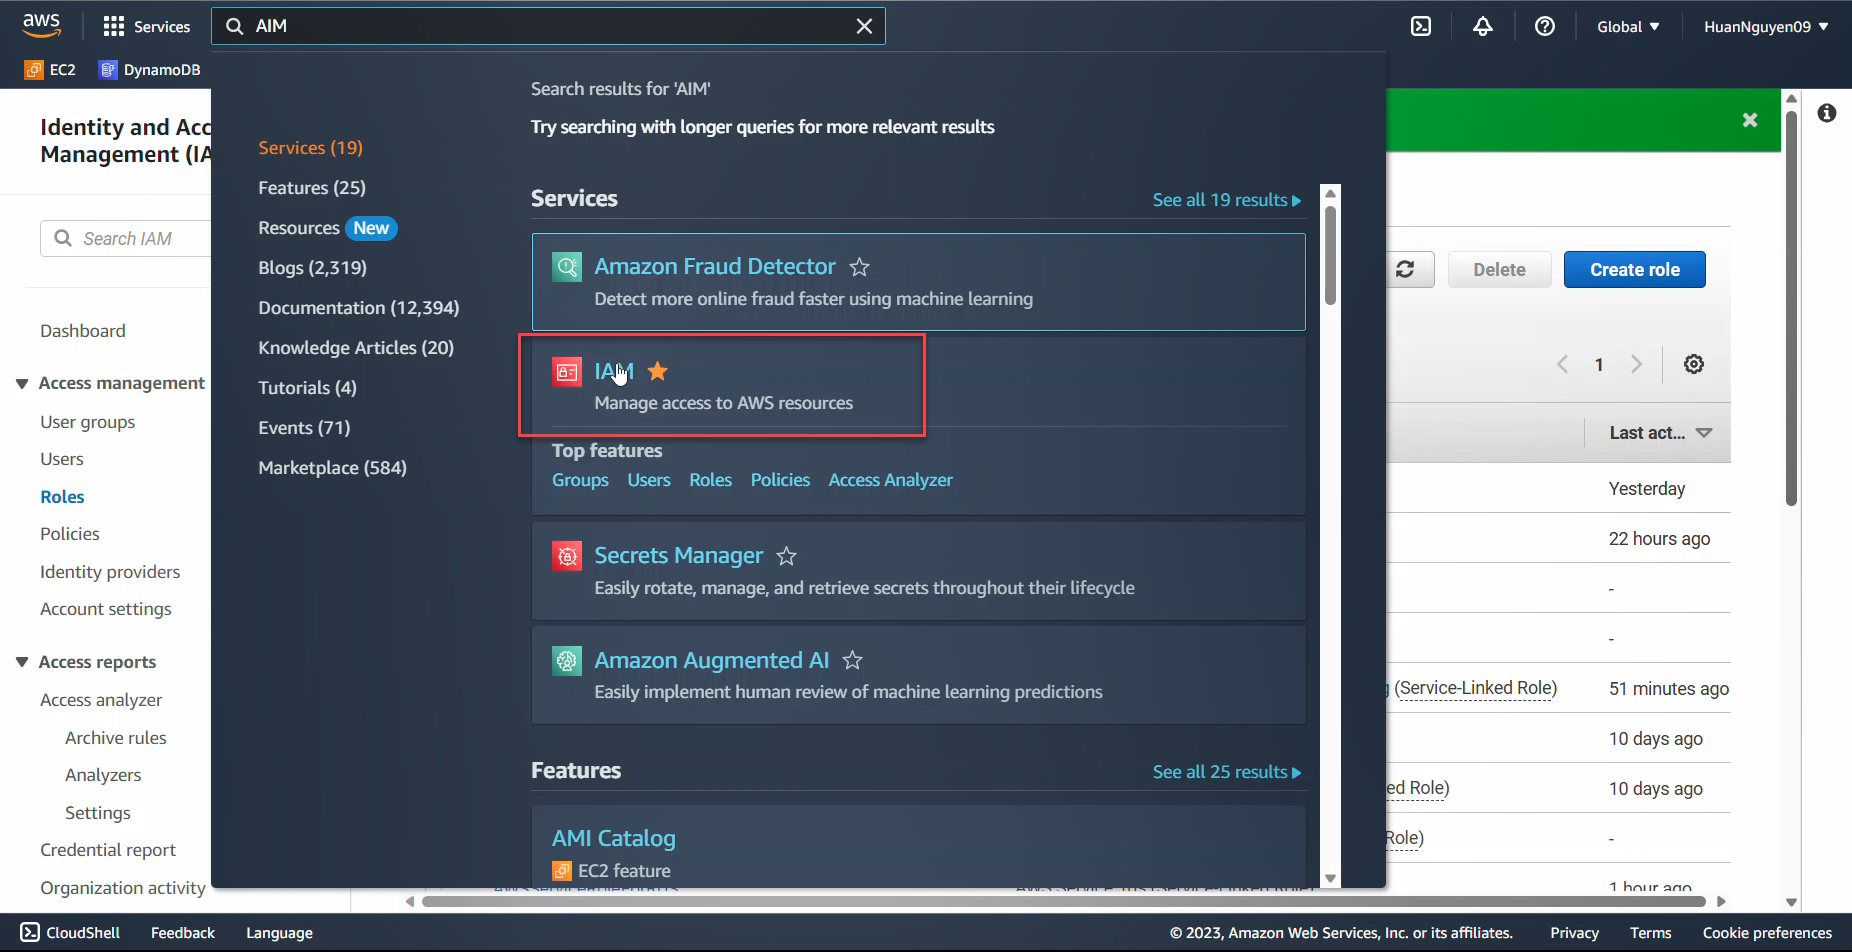 aws
Services
AIM
Global
HuanNguyen09
EC2
DynamoDB
Identity and Acc
Management (IA
Search IAM
Dashboard
Access management
User groups
Users
Roles
Policies
Identity providers
Account settings
Access reports
Access analyzer
Archive rules
Analyzers
Settings
Credential report
Organization activity
Services (19)
Features (25)
Resources New
Blogs (2,319)
Documentation (12,394)
Knowledge Articles (20)
Tutorials (4)
Events (71)
Marketplace (584)
Search results for 'AIM'
Try searching with longer queries for more relevant results
Services
See all 19 results
Amazon Fraud Detector
Detect more online fraud faster using machine learning
IAM
Manage access to AWS resources
Top features
Groups Users Roles Policies Access Analyzer
Secrets Manager
Easily rotate, manage, and retrieve secrets throughout their lifecycle
Amazon Augmented AI
Easily implement human review of machine learning predictions
Features
See all 25 results
AMI Catalog
EC2 feature
Delete
Create role
1
Last act...
Yesterday
22 hours ago
-
-
(Service-Linked Role) 51 minutes ago
10 days ago
ed Role) 10 days ago
Role) -
1 hour ago
CloudShell Feedback Language
© 2023, Amazon Web Services, Inc. or its affiliates. Privacy Terms Cookie preferences